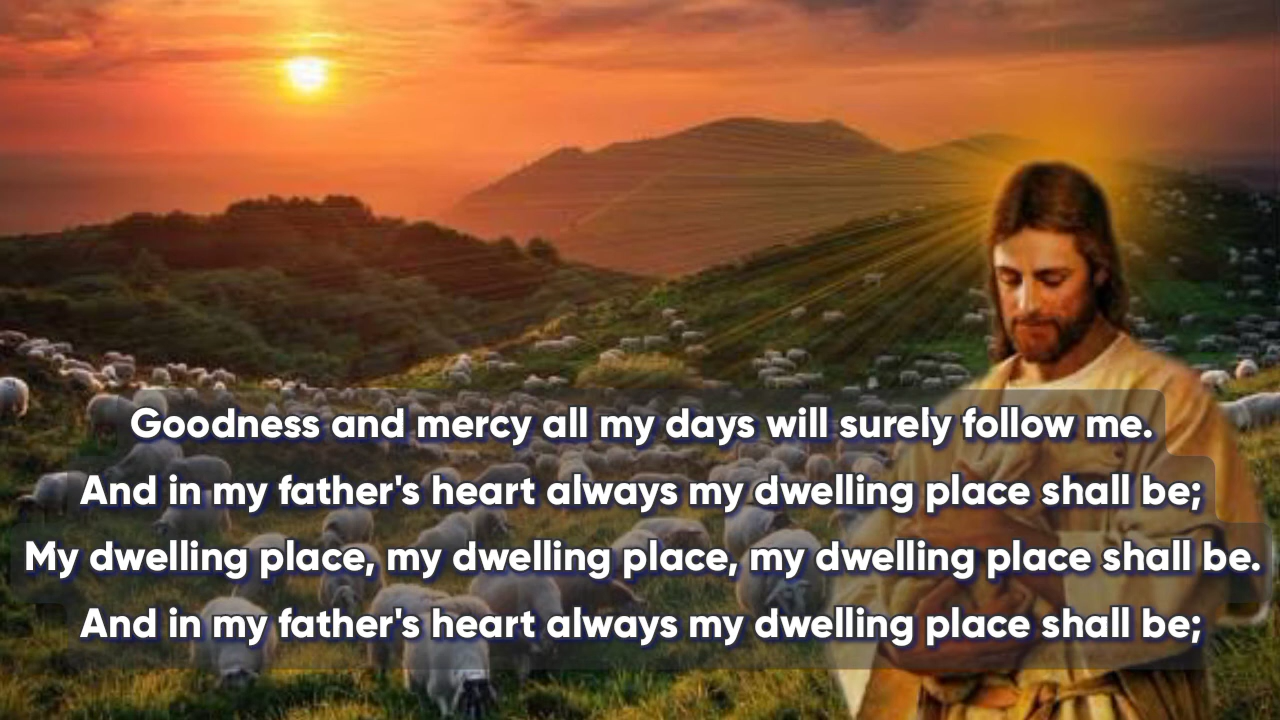 Goodness and mercy all my days will surely follow me.
And in my father's heart always my dwelling place shall be;
My dwelling place, my dwelling place, my dwelling place shall be.
And in my father's heart always my dwelling place shall be;